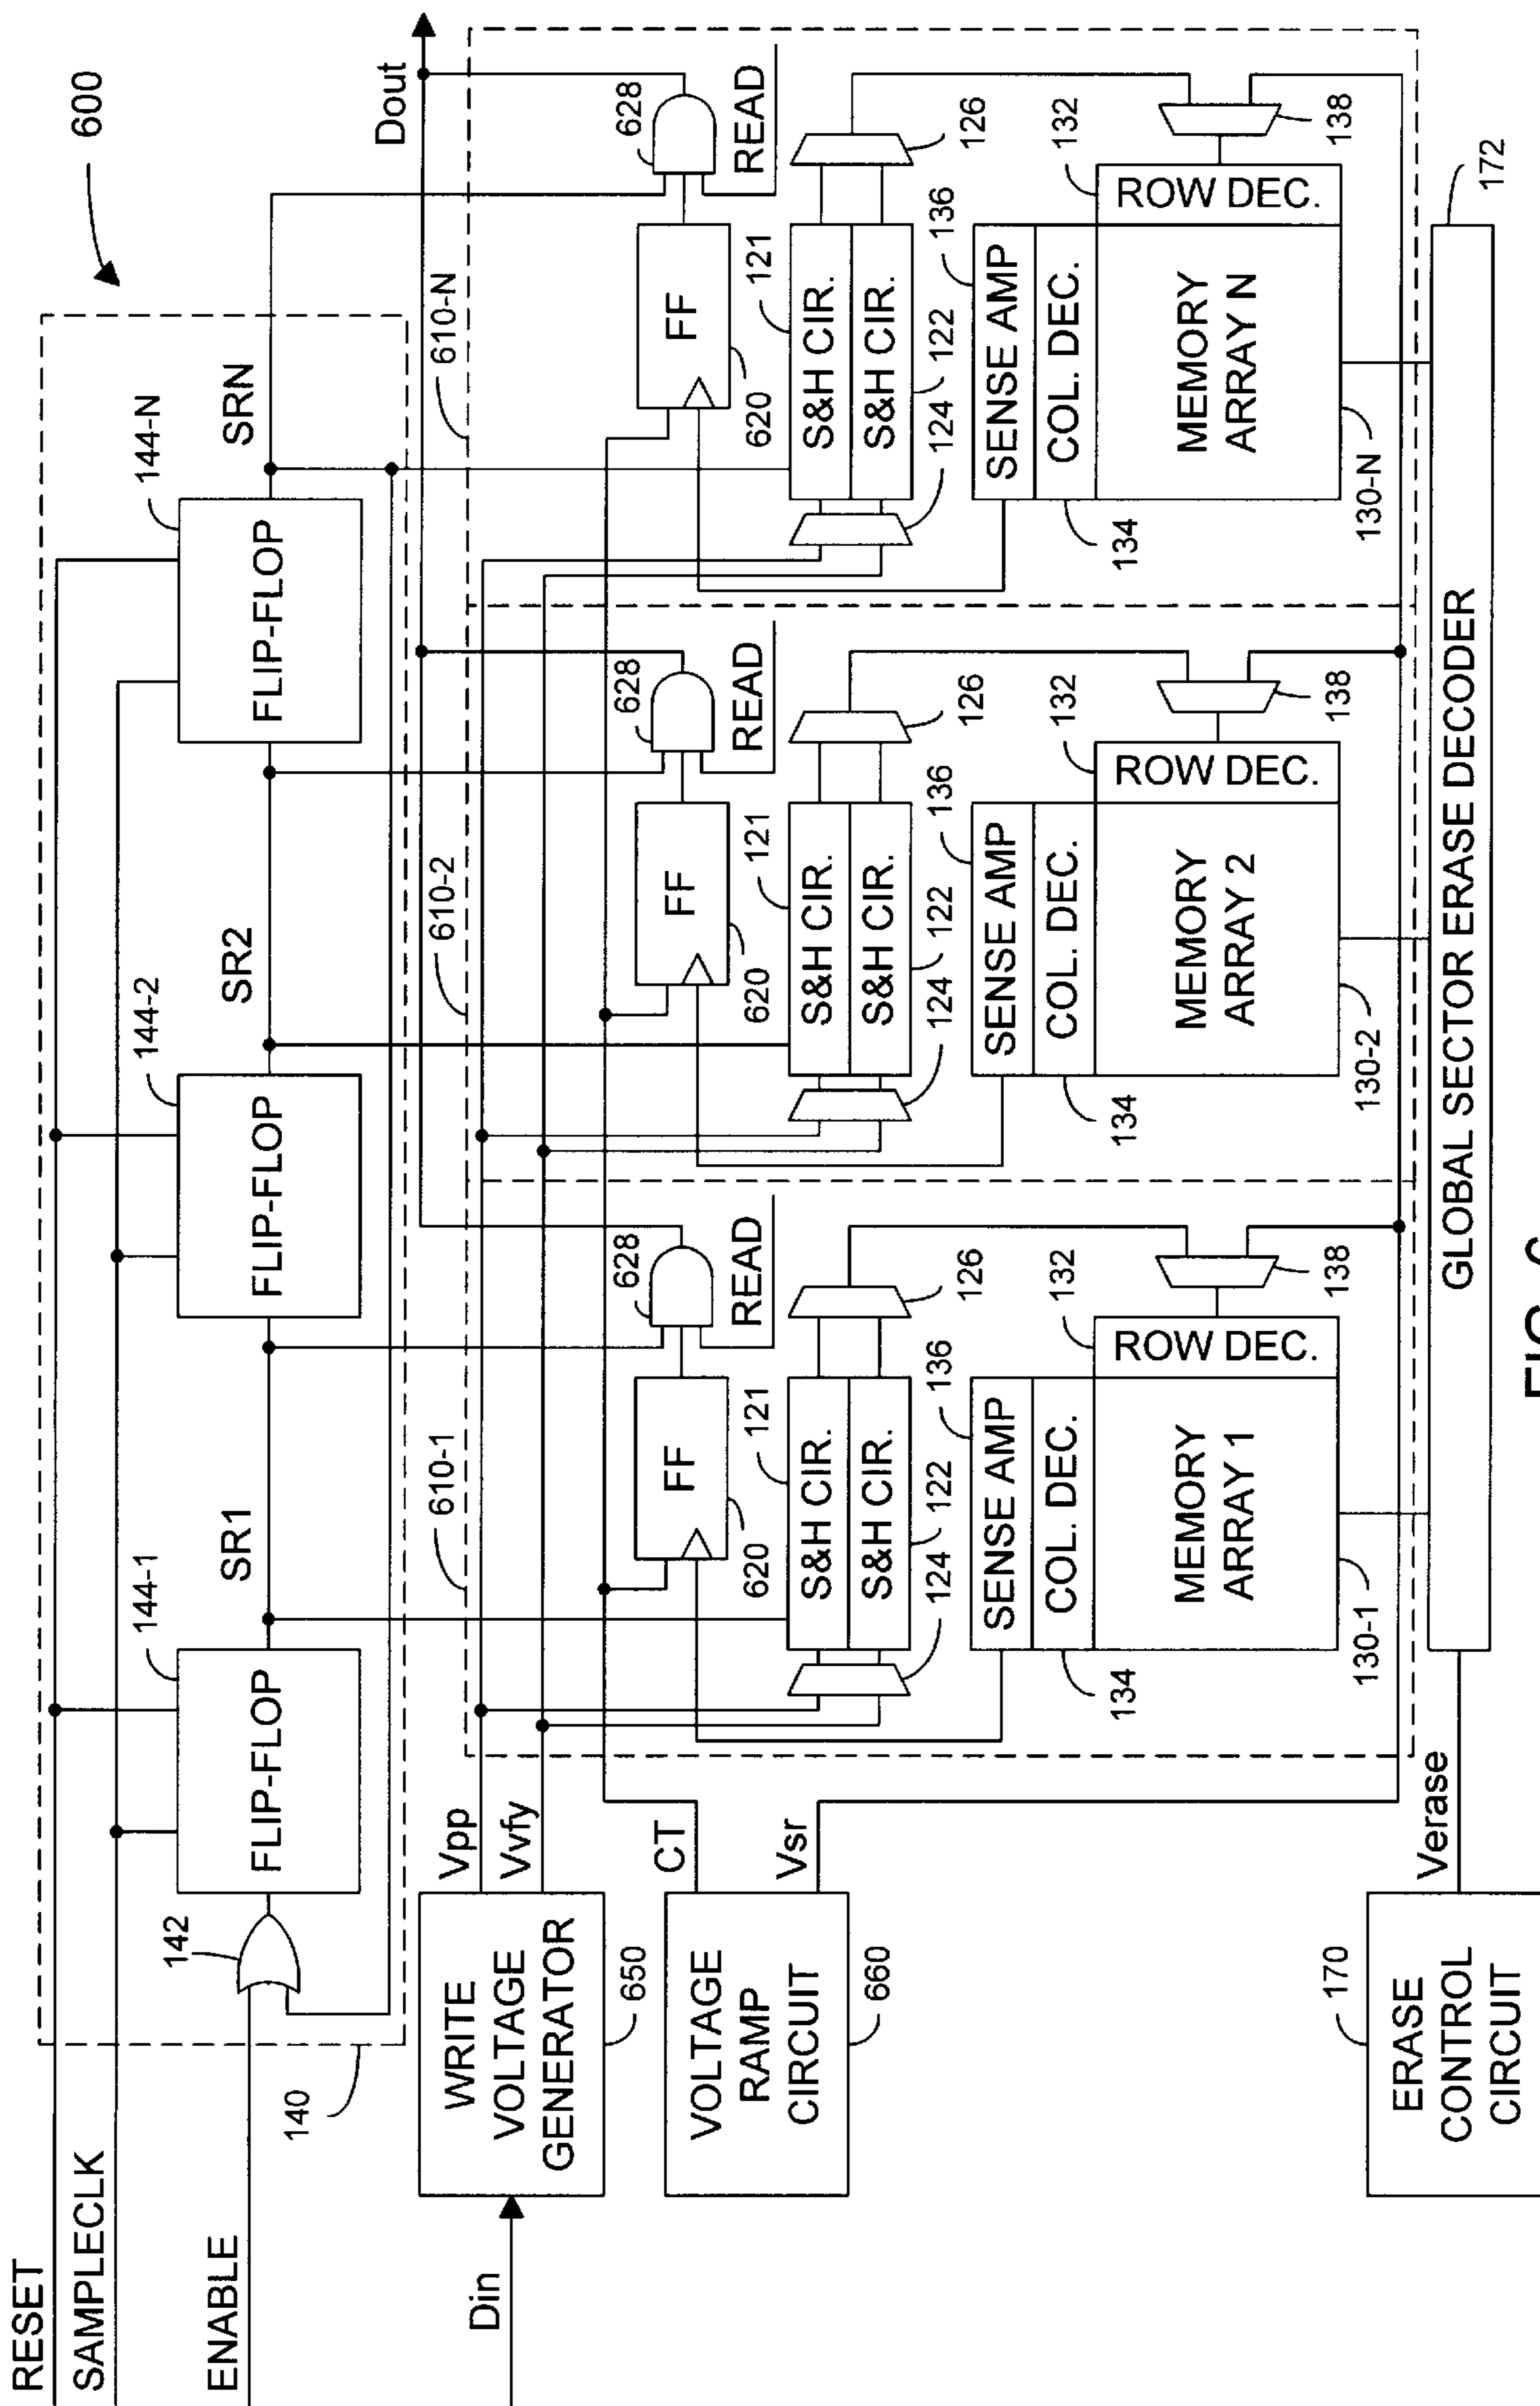 600
RESET
SAMPLECLK
ENABLE
140
142
144-1
FLIP-FLOP
SR1
144-2
FLIP-FLOP
SR2
144-N
FLIP-FLOP
SRN
Dout
Din
WRITE
VOLTAGE
GENERATOR
650
Vpp
Vvfy
VOLTAGE
RAMP
CIRCUIT
660
CT
Vsr
ERASE
CONTROL
CIRCUIT
170
Verase
610-1
628
READ
FF
620
121
S&H CIR.
S&H CIR.
122
124
126
136
SENSE AMP
COL. DEC.
134
MEMORY
ARRAY 1
130-1
132
ROW DEC.
138
610-2
628
READ
FF
620
121
S&H CIR.
S&H CIR.
122
124
126
136
SENSE AMP
COL. DEC.
134
MEMORY
ARRAY 2
130-2
132
ROW DEC.
138
610-N
628
READ
FF
620
121
S&H CIR.
S&H CIR.
122
124
126
136
SENSE AMP
COL. DEC.
134
MEMORY
ARRAY N
130-N
132
ROW DEC.
138
GLOBAL SECTOR ERASE DECODER
172